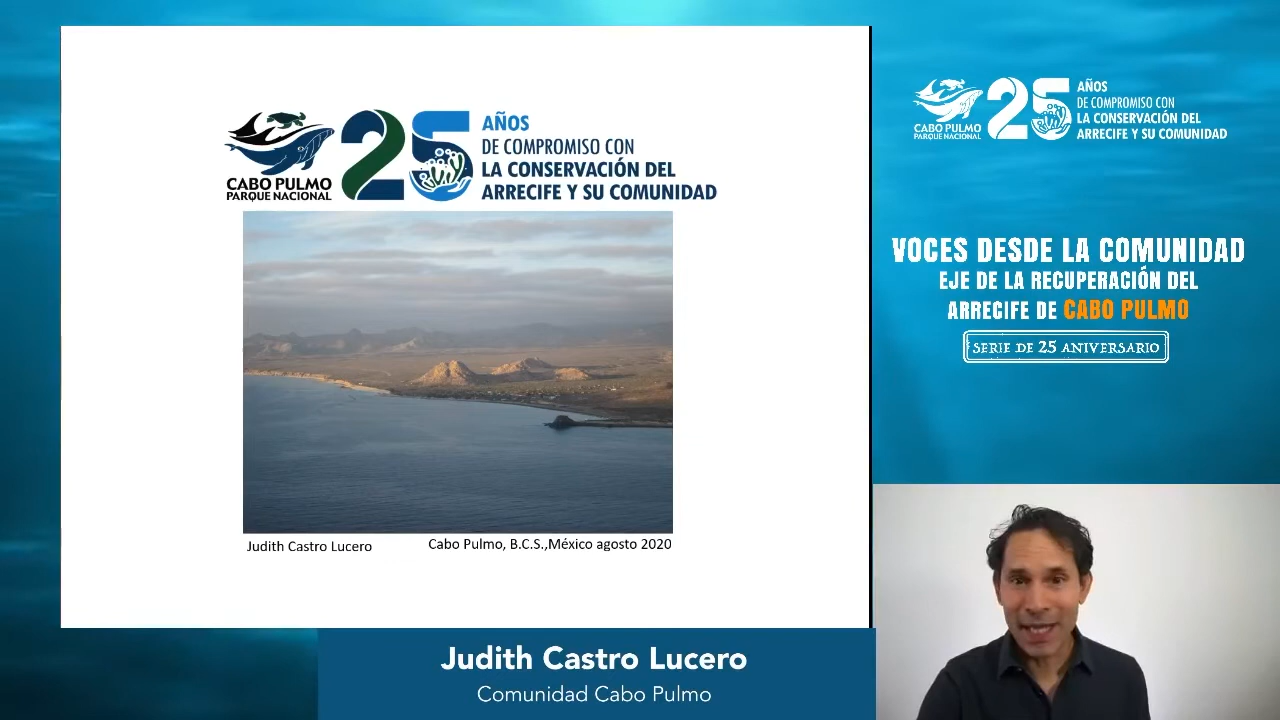 CABO PULMO
PARQUE NACIONAL
25
AÑOS
DE COMPROMISO CON
LA CONSERVACIÓN DEL
ARRECIFE Y SU COMUNIDAD
Judith Castro Lucero
Cabo Pulmo, B.C.S.,México agosto 2020
CABO PULMO
PARQUE NACIONAL
25
AÑOS
DE COMPROMISO CON
LA CONSERVACIÓN DEL
ARRECIFE Y SU COMUNIDAD
VOCES DESDE LA COMUNIDAD
EJE DE LA RECUPERACIÓN DEL
ARRECIFE DE CABO PULMO
SERIE DE 25 ANIVERSARIO
Judith Castro Lucero
Comunidad Cabo Pulmo